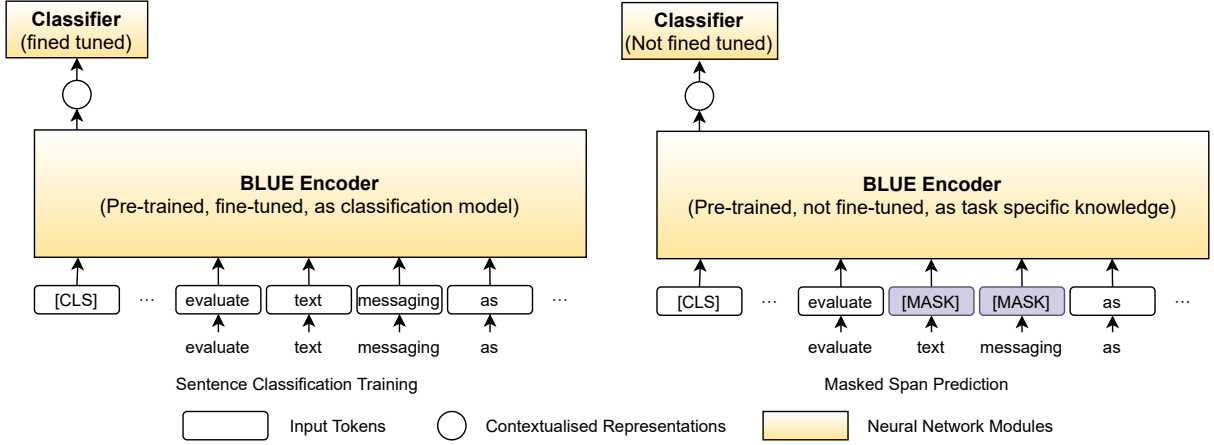 Classifier
(fined tuned)
Classifier
(Not fined tuned)
BLUE Encoder
(Pre-trained, fine-tuned, as classification model)
BLUE Encoder
(Pre-trained, not fine-tuned, as task specific knowledge)
[CLS] ... evaluate text messaging as ...
[CLS] ... evaluate [MASK] [MASK] as ...
evaluate text messaging as
evaluate text messaging as
Sentence Classification Training
Masked Span Prediction
Input Tokens
Contextualised Representations
Neural Network Modules